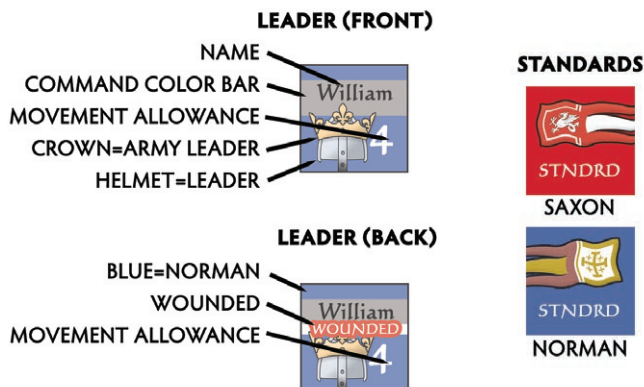 LEADER (FRONT)
NAME
COMMAND COLOR BAR
MOVEMENT ALLOWANCE
CROWN=ARMY LEADER
HELMET=LEADER
William
4
LEADER (BACK)
BLUE=NORMAN
WOUNDED
MOVEMENT ALLOWANCE
William
WOUNDED
4
STANDARDS
STNDRD
SAXON
STNDRD
NORMAN